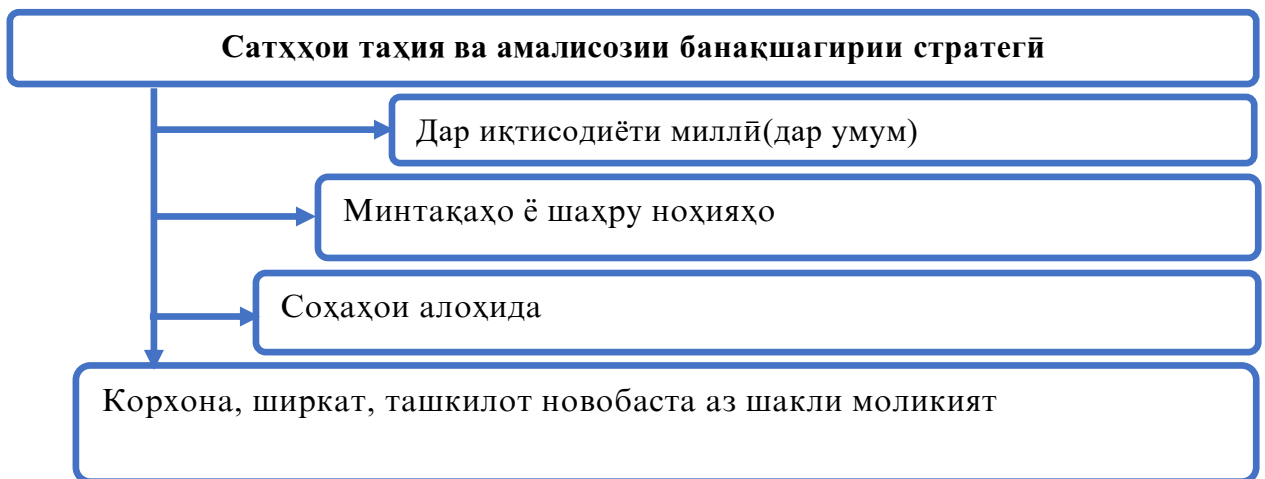 Сатҳҳои таҳия ва амалисозии банақшагирии стратегӣ
Дар иқтисодиёти миллӣ(дар умум)
Минтақаҳо ё шаҳру ноҳияҳо
Соҳаҳои алоҳида
Корхона, ширкат, ташкилот новобаста аз шакли моликият